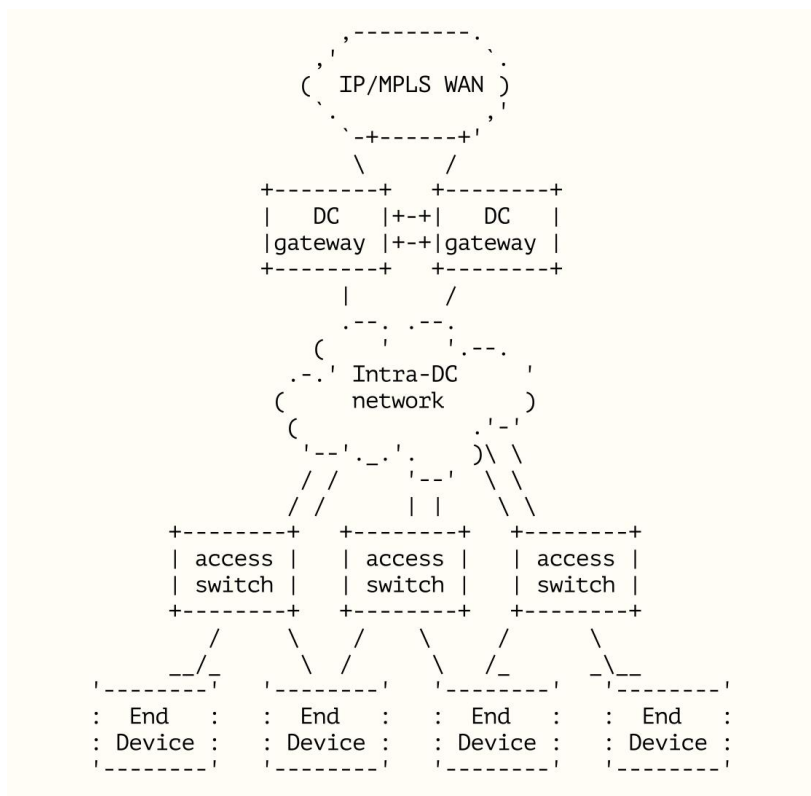 IP/MPLS WAN
DC DC
gateway gateway
Intra-DC
network
access access access
switch switch switch
End End End End
Device Device Device Device